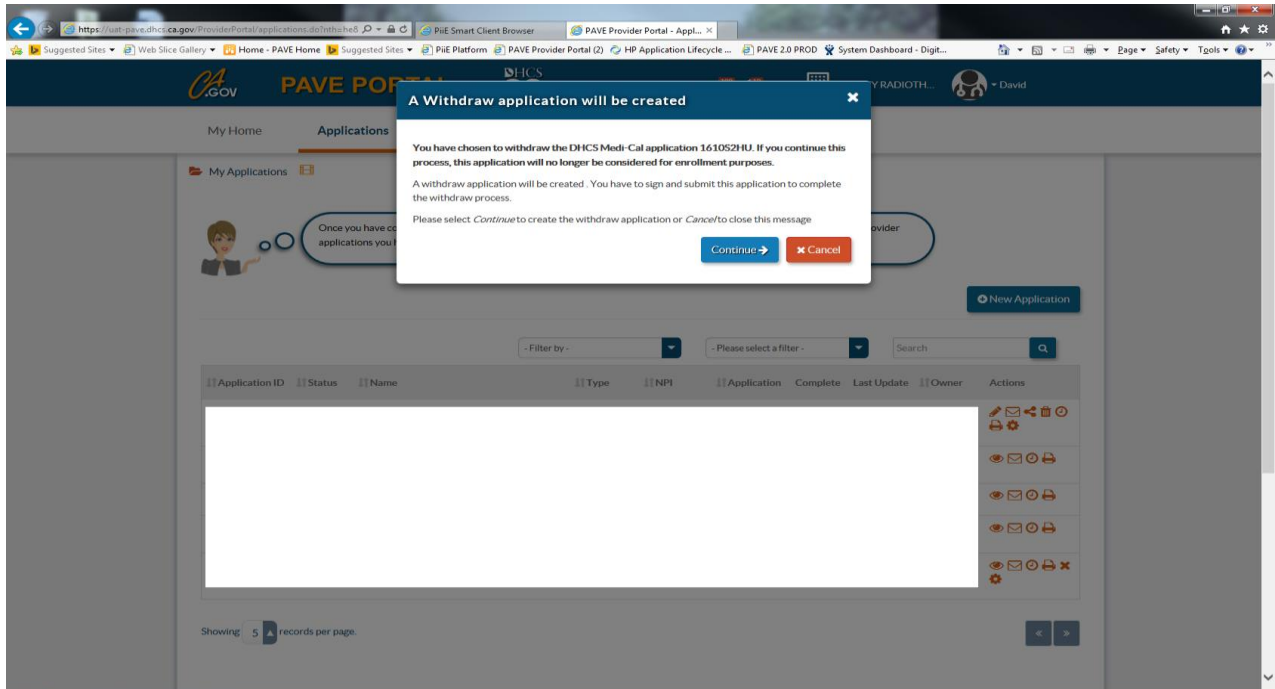 https://uat-pave.dhcs.ca.gov/ProviderPortal/applications.do?nth=he8
PiiE Smart Client Browser
PAVE Provider Portal - Appl...
Suggested Sites
Web Slice Gallery
Home - PAVE Home
Suggested Sites
PiiE Platform
PAVE Provider Portal (2)
HP Application Lifecycle ...
PAVE 2.0 PROD
System Dashboard - Digit...
Page
Safety
Tools
CA.GOV
PAVE POR
DHCS
Y RADIOTH...
David
A Withdraw application will be created
My Home
Applications
You have chosen to withdraw the DHCS Medi-Cal application 1610S2HU. If you continue this
process, this application will no longer be considered for enrollment purposes.
A withdraw application will be created . You have to sign and submit this application to complete
the withdraw process.
Please select Continue to create the withdraw application or Cancel to close this message
Continue
Cancel
My Applications
Once you have co
ovider
applications you
New Application
- Filter by -
- Please select a filter -
Search
Application ID Status Name Type NPI Application Complete Last Update Owner Actions
Showing 5 records per page.
« »